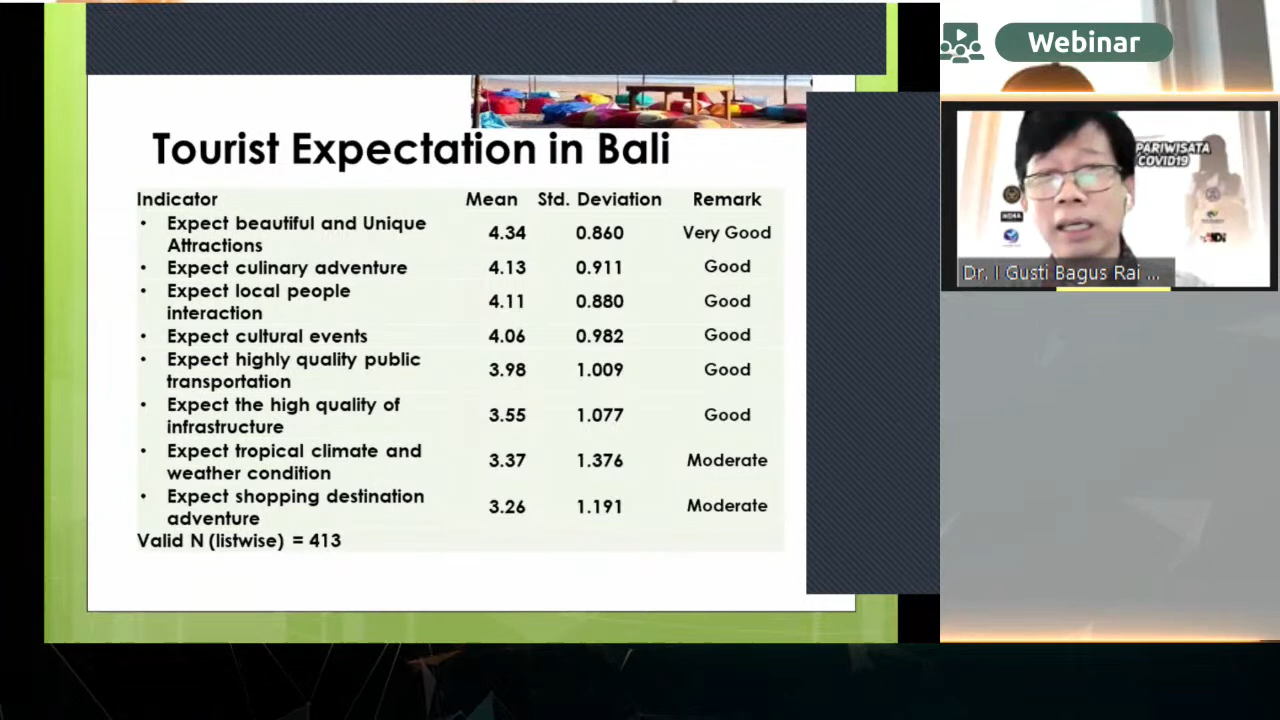 Webinar
PARIWISATA
COVID19
Dr. I Gusti Bagus Rai ...
Tourist Expectation in Bali
Indicator Mean Std. Deviation Remark
• Expect beautiful and Unique
Attractions 4.34 0.860 Very Good
• Expect culinary adventure 4.13 0.911 Good
• Expect local people
interaction 4.11 0.880 Good
• Expect cultural events 4.06 0.982 Good
• Expect highly quality public
transportation 3.98 1.009 Good
• Expect the high quality of
infrastructure 3.55 1.077 Good
• Expect tropical climate and
weather condition 3.37 1.376 Moderate
• Expect shopping destination
adventure 3.26 1.191 Moderate
Valid N (listwise) = 413